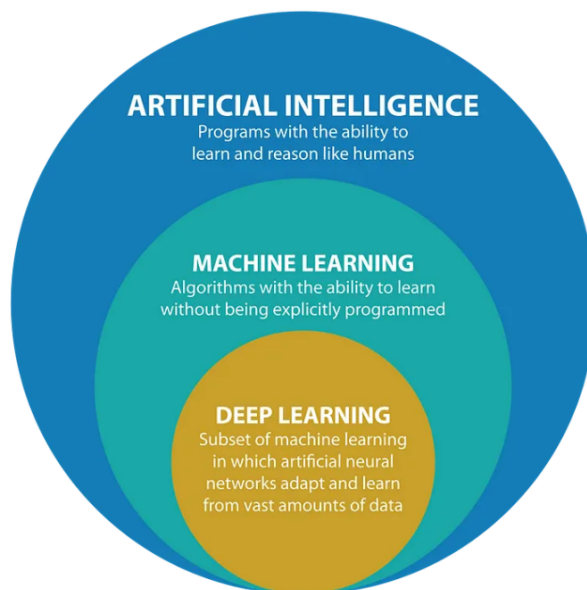 ARTIFICIAL INTELLIGENCE
Programs with the ability to
learn and reason like humans
MACHINE LEARNING
Algorithms with the ability to learn
without being explicitly programmed
DEEP LEARNING
Subset of machine learning
in which artificial neural
networks adapt and learn
from vast amounts of data